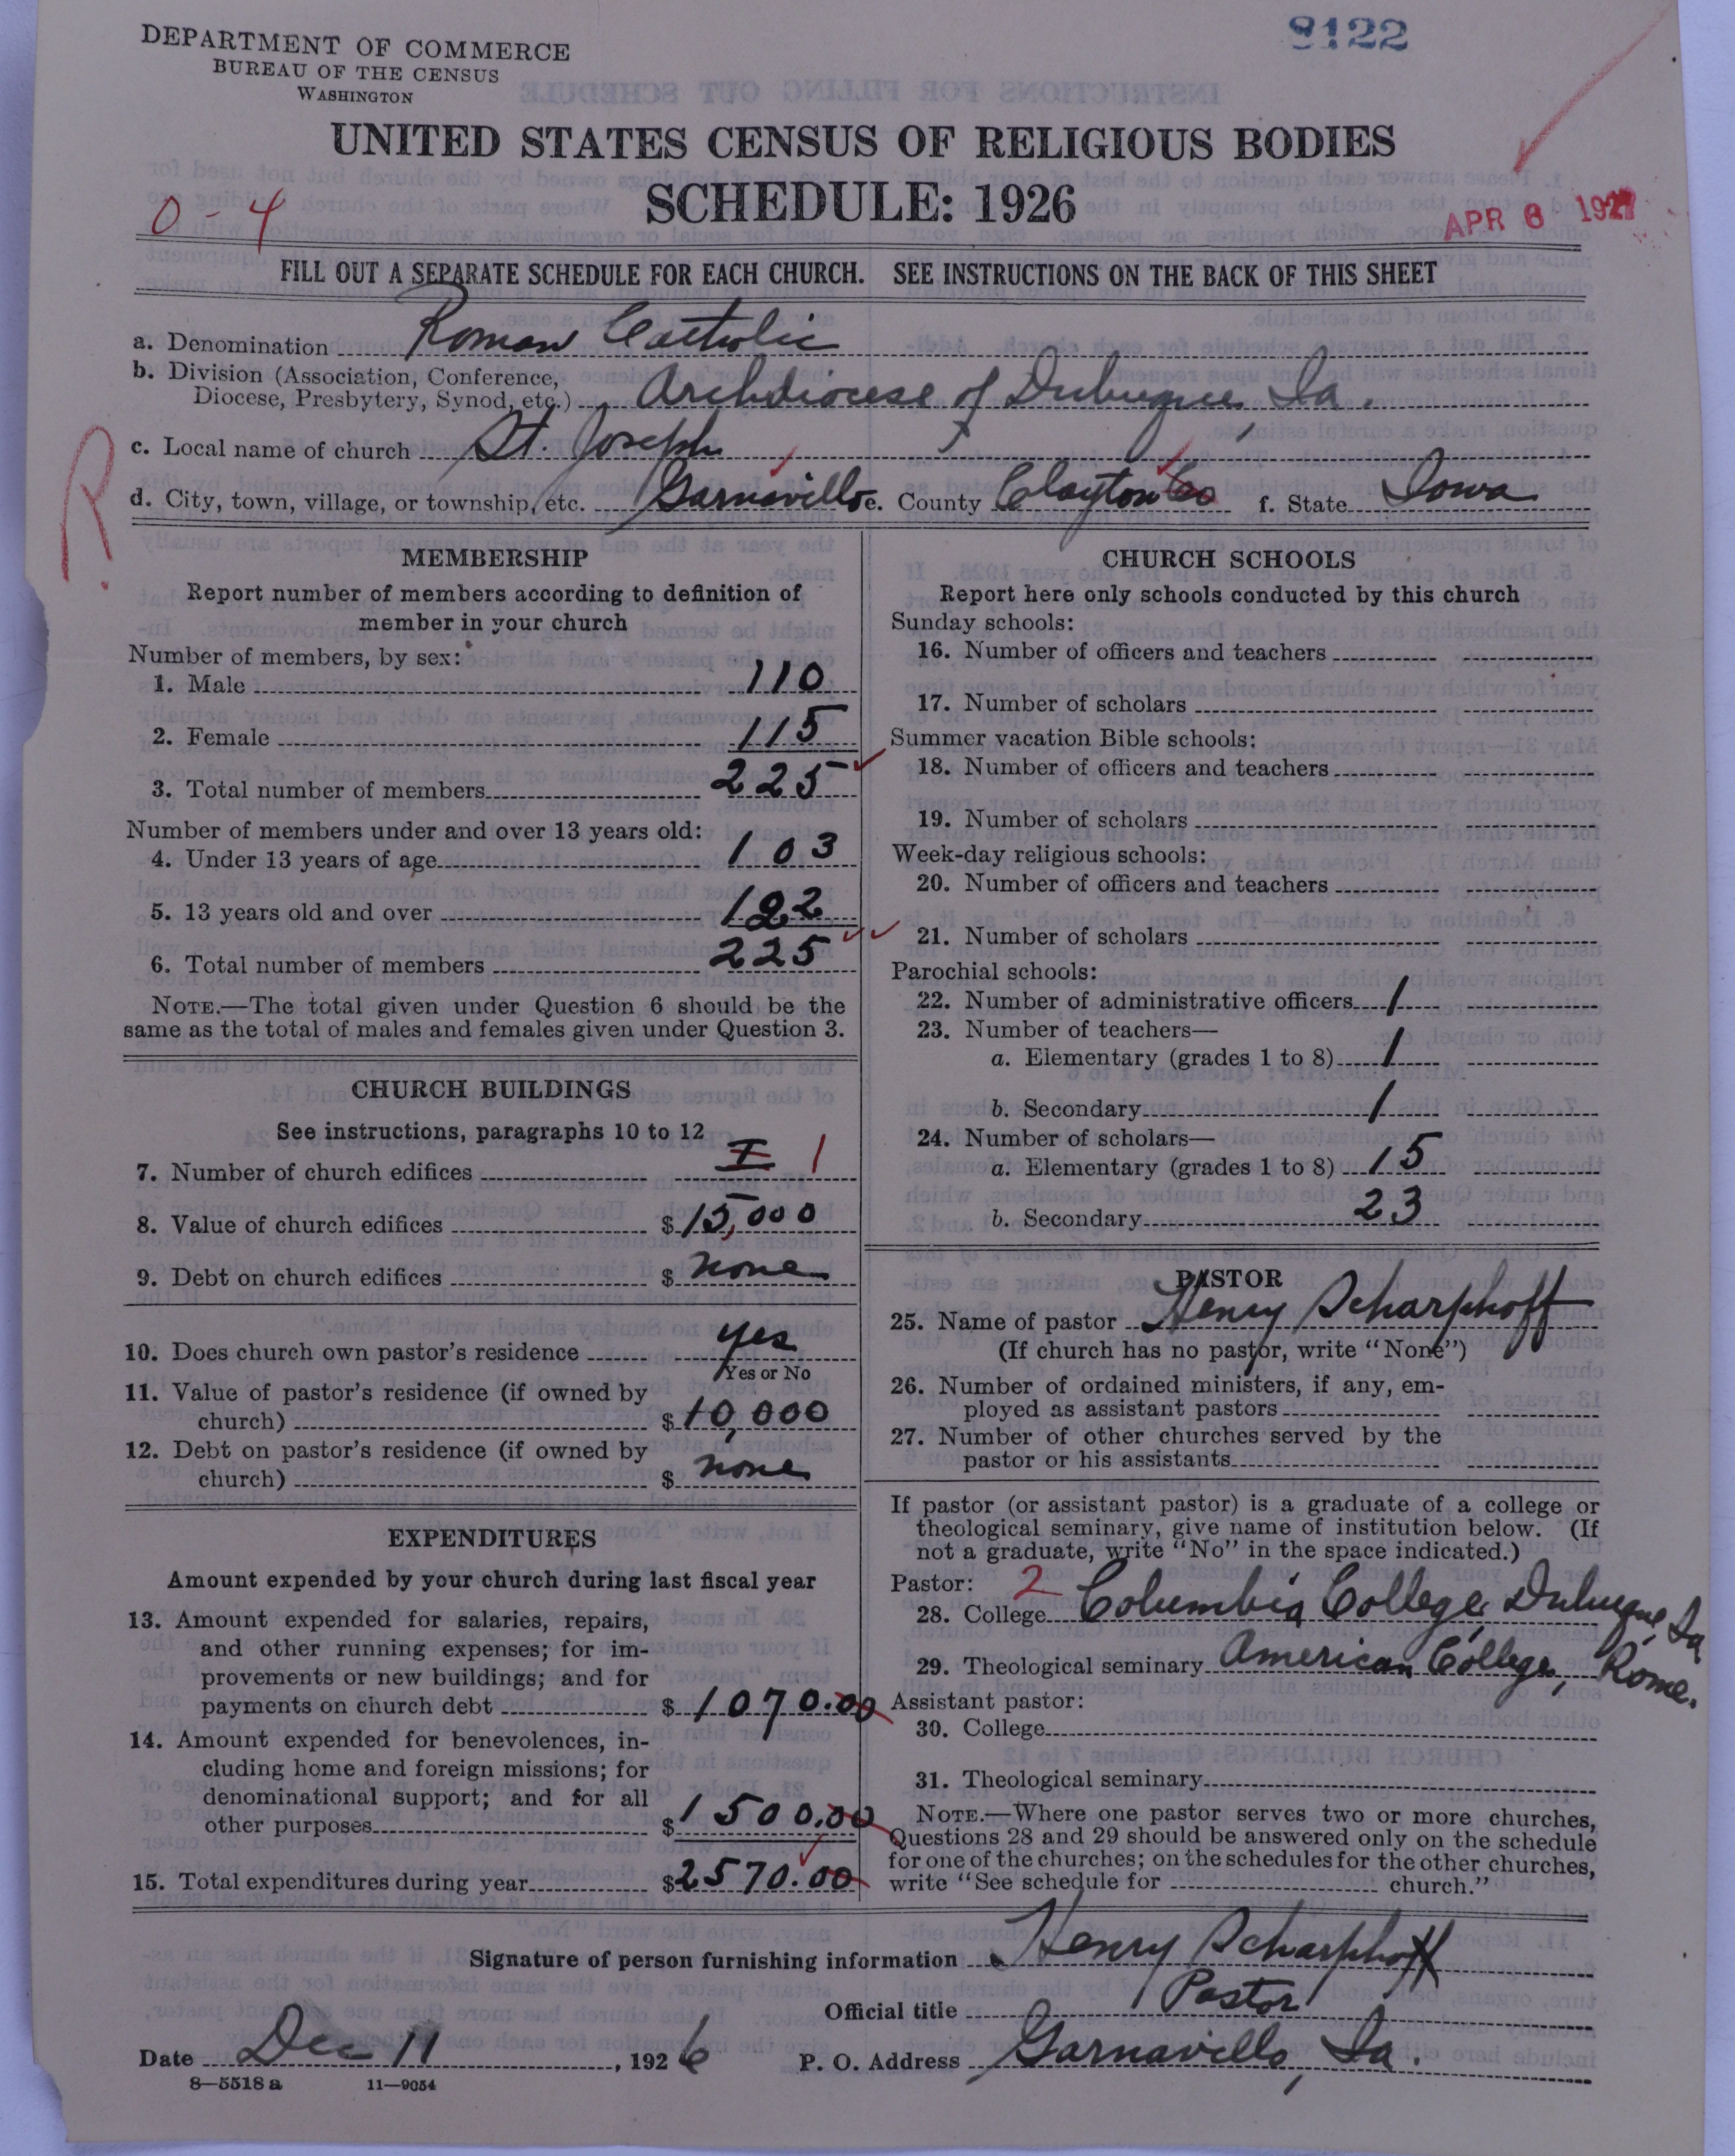 8122
DEPARTMENT OF COMMERCE
BUREAU OF THE CENSUS
WASHINGTON
UNITED STATES CENSUS OF RELIGIOUS BODIES
SCHEDULE: 1926
0-4
APR 8 1927
FILL OUT A SEPARATE SCHEDULE FOR EACH CHURCH. SEE INSTRUCTIONS ON THE BACK OF THIS SHEET
a. Denomination Roman Catholic
b. Division (Association, Conference,
Diocese, Presbytery, Synod, etc.) Archdiocese of Dubuque, Ia.
c. Local name of church St. Joseph
R
d. City, town, village, or township, etc. Garnavillo e. County Clayton Co f. State Iowa
MEMBERSHIP
Report number of members according to definition of
member in your church
Number of members, by sex:
1. Male 110
2. Female 115
3. Total number of members 225
Number of members under and over 13 years old:
4. Under 13 years of age 103
5. 13 years old and over 122
6. Total number of members 225
NOTE.—The total given under Question 6 should be the
same as the total of males and females given under Question 3.
CHURCH BUILDINGS
See instructions, paragraphs 10 to 12
7. Number of church edifices I 1
8. Value of church edifices $15,000
9. Debt on church edifices $ none
10. Does church own pastor's residence yes
Yes or No
11. Value of pastor's residence (if owned by
church) $10,000
12. Debt on pastor's residence (if owned by
church) $ none
EXPENDITURES
Amount expended by your church during last fiscal year
13. Amount expended for salaries, repairs,
and other running expenses; for im-
provements or new buildings; and for
payments on church debt $1070.00
14. Amount expended for benevolences, in-
cluding home and foreign missions; for
denominational support; and for all
other purposes $1500.00
15. Total expenditures during year $2570.00
CHURCH SCHOOLS
Report here only schools conducted by this church
Sunday schools:
16. Number of officers and teachers
17. Number of scholars
Summer vacation Bible schools:
18. Number of officers and teachers
19. Number of scholars
Week-day religious schools:
20. Number of officers and teachers
21. Number of scholars
Parochial schools:
22. Number of administrative officers 1
23. Number of teachers—
a. Elementary (grades 1 to 8) 1
b. Secondary 1
24. Number of scholars—
a. Elementary (grades 1 to 8) 15
b. Secondary 23
PASTOR
25. Name of pastor Henry Scharphoff
(If church has no pastor, write "None")
26. Number of ordained ministers, if any, em-
ployed as assistant pastors
27. Number of other churches served by the
pastor or his assistants
If pastor (or assistant pastor) is a graduate of a college or
theological seminary, give name of institution below. (If
not a graduate, write "No" in the space indicated.)
Pastor: 2
28. College Columbia College, Dubuque, Ia
29. Theological seminary American College, Rome.
Assistant pastor:
30. College
31. Theological seminary
NOTE.—Where one pastor serves two or more churches,
Questions 28 and 29 should be answered only on the schedule
for one of the churches; on the schedules for the other churches,
write "See schedule for church."
Signature of person furnishing information Henry Scharphoff
Official title Pastor
Date Dec 11, 1926 P. O. Address Garnavillo, Ia.
8—5518a 11—9054